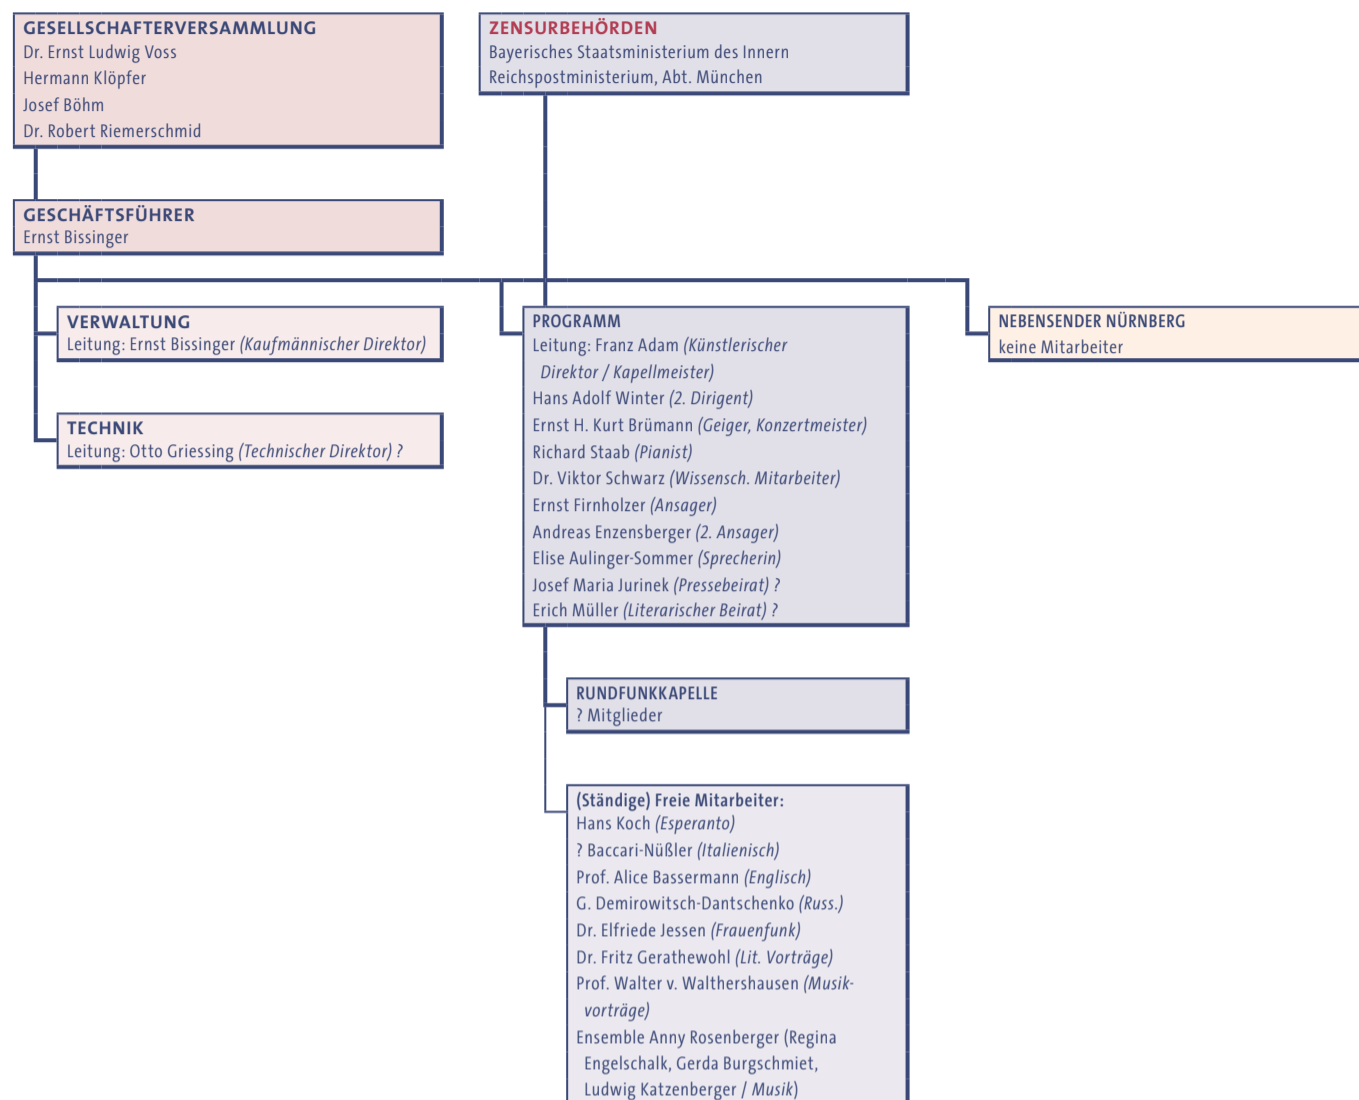 GESELLSCHAFTERVERSAMMLUNG
Dr. Ernst Ludwig Voss
Hermann Klöpfer
Josef Böhm
Dr. Robert Riemerschmid
ZENSURBEHÖRDEN
Bayerisches Staatsministerium des Innern
Reichspostministerium, Abt. München
GESCHÄFTSFÜHRER
Ernst Bissinger
VERWALTUNG
Leitung: Ernst Bissinger (Kaufmännischer Direktor)
TECHNIK
Leitung: Otto Griessing (Technischer Direktor) ?
PROGRAMM
Leitung: Franz Adam (Künstlerischer
Direktor / Kapellmeister)
Hans Adolf Winter (2. Dirigent)
Ernst H. Kurt Brümann (Geiger, Konzertmeister)
Richard Staab (Pianist)
Dr. Viktor Schwarz (Wissensch. Mitarbeiter)
Ernst Firnholzer (Ansager)
Andreas Enzensberger (2. Ansager)
Elise Aulinger-Sommer (Sprecherin)
Josef Maria Jurinek (Pressebeirat) ?
Erich Müller (Literarischer Beirat) ?
NEBENSENDER NÜRNBERG
keine Mitarbeiter
RUNDFUNKKAPELLE
? Mitglieder
(Ständige) Freie Mitarbeiter:
Hans Koch (Esperanto)
? Baccari-Nüßler (Italienisch)
Prof. Alice Bassermann (Englisch)
G. Demirowitsch-Dantschenko (Russ.)
Dr. Elfriede Jessen (Frauenfunk)
Dr. Fritz Gerathewohl (Lit. Vorträge)
Prof. Walter v. Walthershausen (Musik-
vorträge)
Ensemble Anny Rosenberger (Regina
Engelschalk, Gerda Burgschmiet,
Ludwig Katzenberger / Musik)